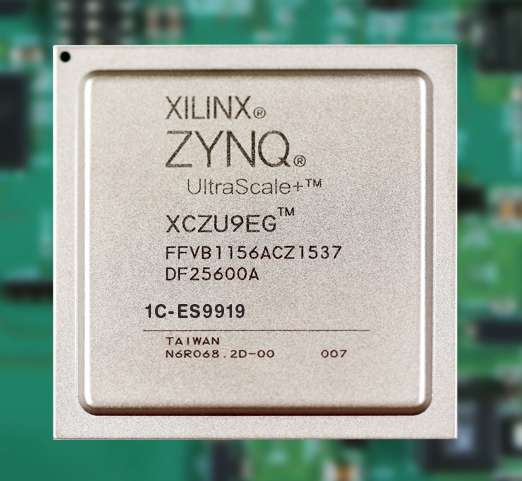 XILINX®
ZYNQ®
UltraScale+™
XCZU9EG™
FFVB1156ACZ1537
DF25600A
1C-ES9919
TAIWAN
N6R068.2D-00 007